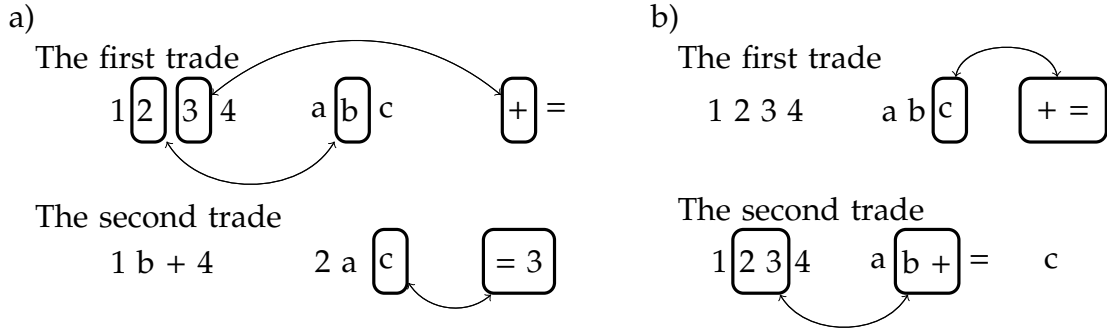 a)
The first trade
1 2 3 4 a b c + =
The second trade
1 b + 4 2 a c = 3
b)
The first trade
1 2 3 4 a b c + =
The second trade
1 2 3 4 a b + = c